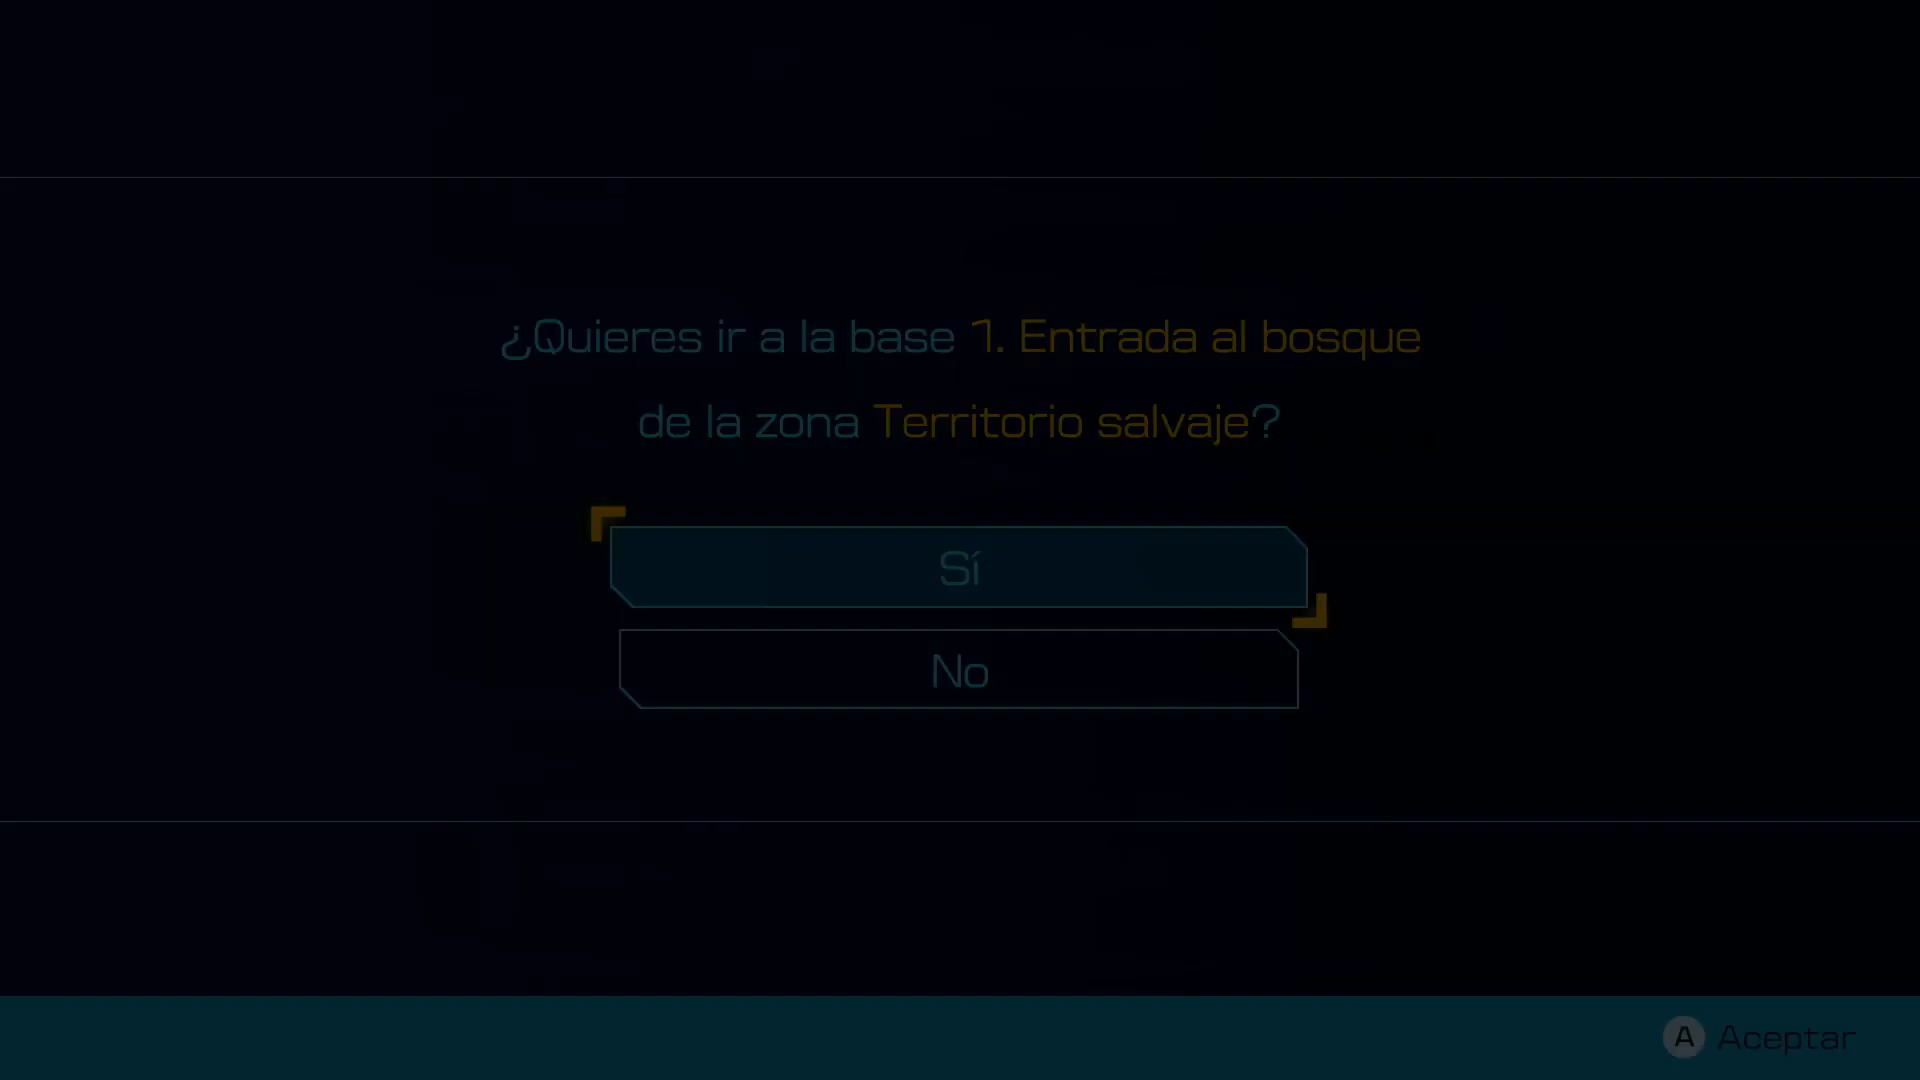 ¿Quieres ir a la base 1. Entrada al bosque
de la zona Territorio salvaje?
Sí
No
A Aceptar